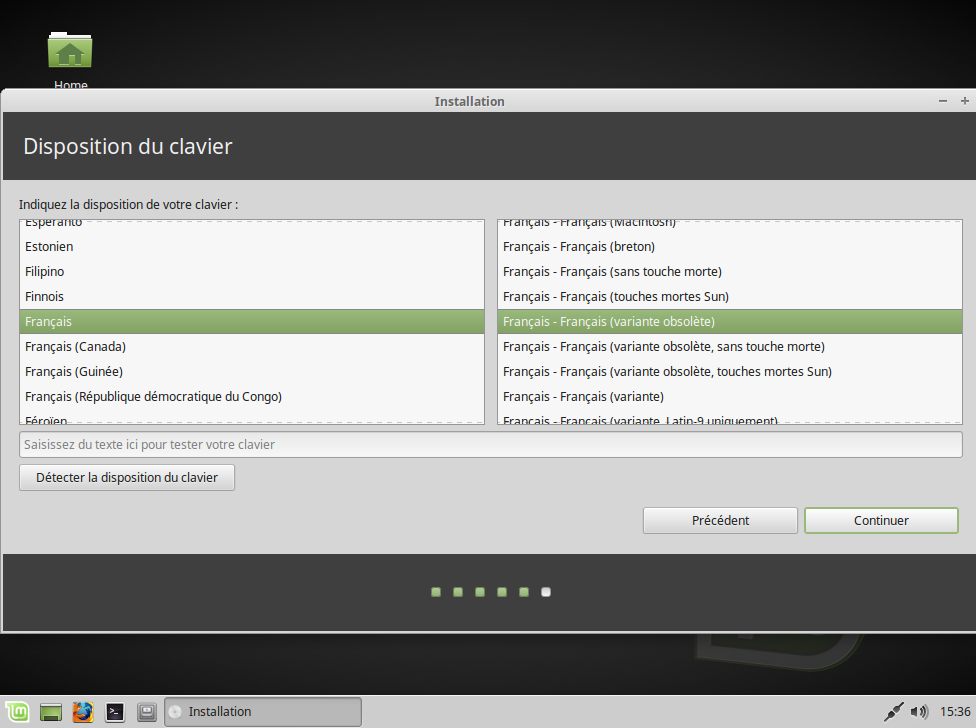 Home
Installation
Disposition du clavier
Indiquez la disposition de votre clavier :
Espéranto
Estonien
Filipino
Finnois
Français
Français (Canada)
Français (Guinée)
Français (République démocratique du Congo)
Féroïen
Français - Français (Macintosh)
Français - Français (breton)
Français - Français (sans touche morte)
Français - Français (touches mortes Sun)
Français - Français (variante obsolète)
Français - Français (variante obsolète, sans touche morte)
Français - Français (variante obsolète, touches mortes Sun)
Français - Français (variante)
Français - Français (variante, Latin-9 uniquement)
Saisissez du texte ici pour tester votre clavier
Détecter la disposition du clavier
Précédent
Continuer
Installation
15:36